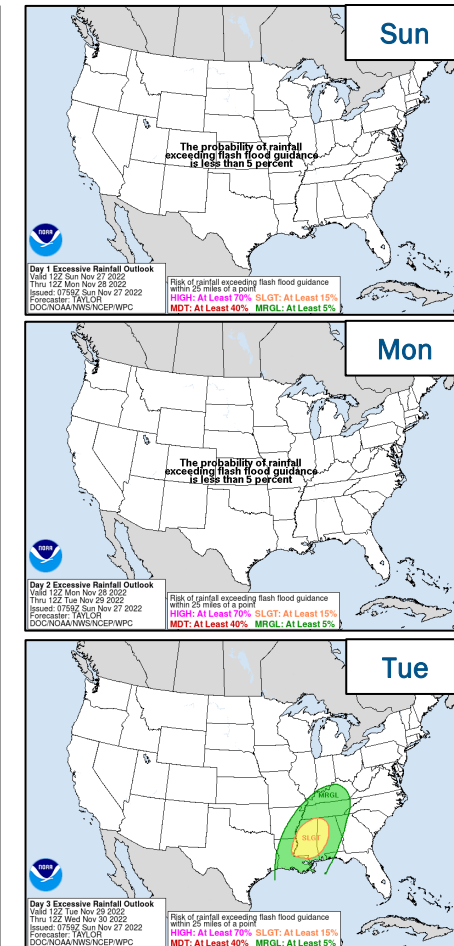 Sun
The probability of rainfall
exceeding flash flood guidance
is less than 5 percent
NOAA
Day 1 Excessive Rainfall Outlook
Valid 12Z Sun Nov 27 2022
Thru 12Z Mon Nov 28 2022
Issued: 0759Z Sun Nov 27 2022
Forecaster: TAYLOR
DOC/NOAA/NWS/NCEP/WPC
Risk of rainfall exceeding flash flood guidance
within 25 miles of a point
HIGH: At Least 70% SLGT: At Least 15%
MDT: At Least 40% MRGL: At Least 5%
Mon
The probability of rainfall
exceeding flash flood guidance
is less than 5 percent
NOAA
Day 2 Excessive Rainfall Outlook
Valid 12Z Mon Nov 28 2022
Thru 12Z Tue Nov 29 2022
Issued: 0759Z Sun Nov 27 2022
Forecaster: TAYLOR
DOC/NOAA/NWS/NCEP/WPC
Risk of rainfall exceeding flash flood guidance
within 25 miles of a point
HIGH: At Least 70% SLGT: At Least 15%
MDT: At Least 40% MRGL: At Least 5%
Tue
MRGL
SLGT
NOAA
Day 3 Excessive Rainfall Outlook
Valid 12Z Tue Nov 29 2022
Thru 12Z Wed Nov 30 2022
Issued: 0759Z Sun Nov 27 2022
Forecaster: TAYLOR
DOC/NOAA/NWS/NCEP/WPC
Risk of rainfall exceeding flash flood guidance
within 25 miles of a point
HIGH: At Least 70% SLGT: At Least 15%
MDT: At Least 40% MRGL: At Least 5%